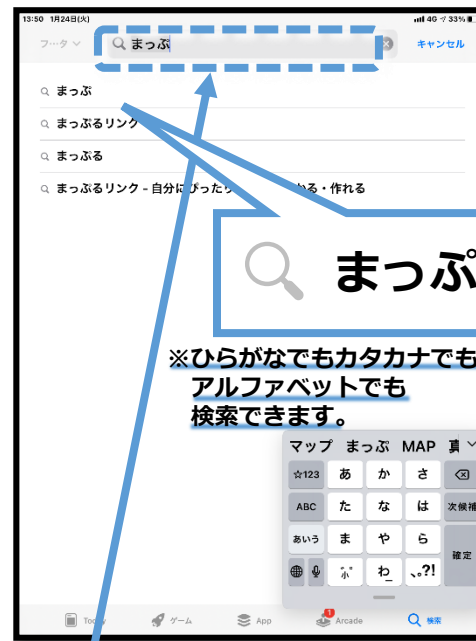 13:50 1月24日(火)
4G 33%
フ…タ
まっぷ
キャンセル
まっぷ
まっぷるリンク
まっぷる
まっぷるリンク - 自分にぴったり かる・作れる
まっぷ
※ひらがなでもカタカナでも
アルファベットでも
検索できます。
マップ まっぷ MAP
☆123 あ か さ
ABC た な は 次候補
あいう ま や ら
確定
小 わ 、。?!
Today ゲーム App Arcade 検索
1